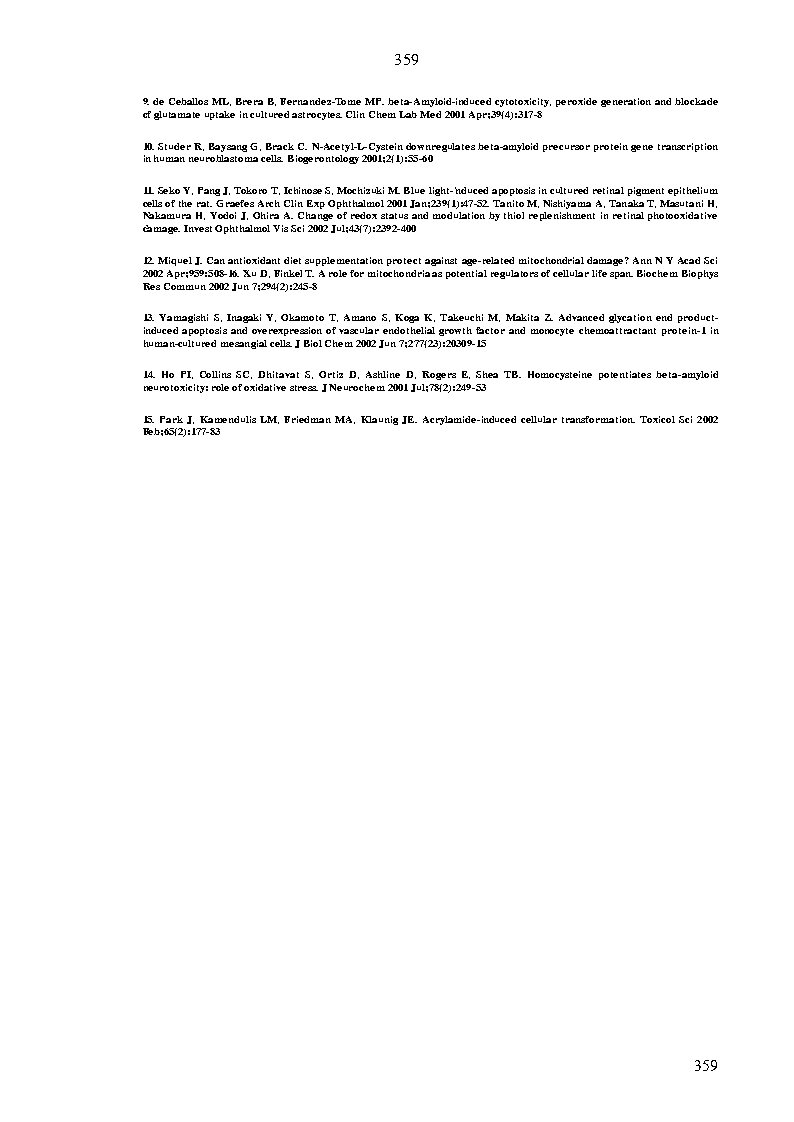 359
9. de Ceballos ML, Brera B, Fernandez-Tome MP. beta-Amyloid-induced cytotoxicity, peroxide generation and blockade
of glutamate uptake in cultured astrocytes. Clin Chem Lab Med 2001 Apr;39(4):317-8
10. Studer R, Baysang G, Brack C. N-Acetyl-L-Cystein downregulates beta-amyloid precursor protein gene transcription
in human neuroblastoma cells. Biogerontology 2001;2(1):55-60
11. Seko Y, Pang J, Tokoro T, Ichinose S, Mochizuki M. Blue light-induced apoptosis in cultured retinal pigment epithelium
cells of the rat. Graefes Arch Clin Exp Ophthalmol 2001 Jan;239(1):47-52. Tanito M, Nishiyama A, Tanaka T, Masutani H,
Nakamura H, Yodoi J, Ohira A. Change of redox status and modulation by thiol replenishment in retinal photooxidative
damage. Invest Ophthalmol Vis Sci 2002 Jul;43(7):2392-400
12. Miquel J. Can antioxidant diet supplementation protect against age-related mitochondrial damage? Ann N Y Acad Sci
2002 Apr;959:508-16. Xu D, Finkel T. A role for mitochondria as potential regulators of cellular life span. Biochem Biophys
Res Commun 2002 Jun 7;294(2):245-8
13. Yamagishi S, Inagaki Y, Okamoto T, Amano S, Koga K, Takeuchi M, Makita Z. Advanced glycation end product-
induced apoptosis and overexpression of vascular endothelial growth factor and monocyte chemoattractant protein-1 in
human-cultured mesangial cells. J Biol Chem 2002 Jun 7;277(23):20309-15
14. Ho PI, Collins SC, Dhitavat S, Ortiz D, Ashline D, Rogers E, Shea TB. Homocysteine potentiates beta-amyloid
neurotoxicity: role of oxidative stress. J Neurochem 2001 Jul;78(2):249-53
15. Park J, Kamendulis LM, Friedman MA, Klaunig JE. Acrylamide-induced cellular transformation. Toxicol Sci 2002
Feb;65(2):177-83
359